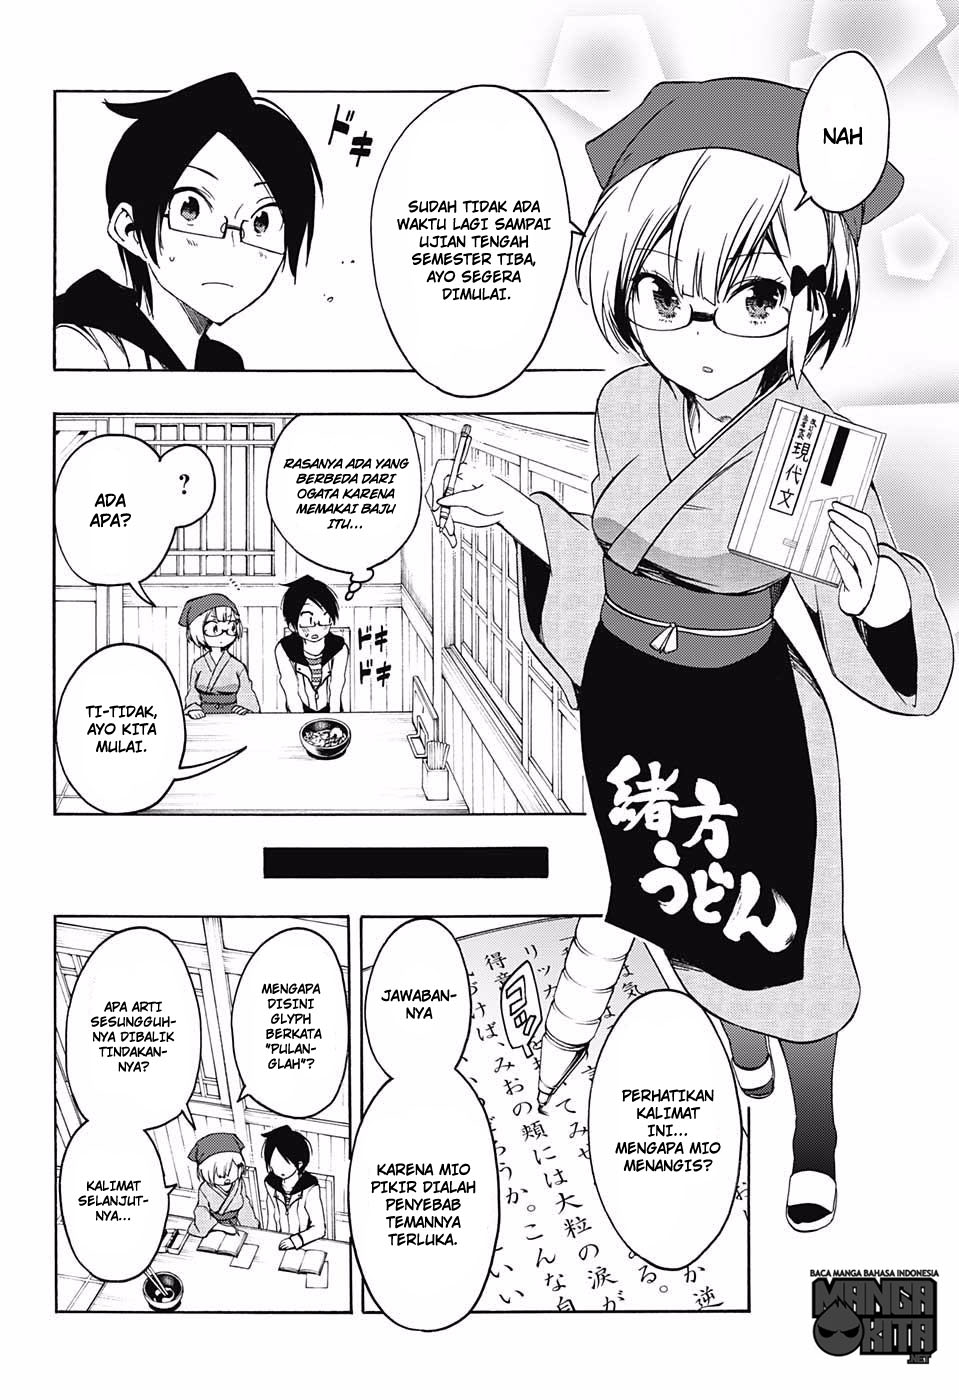 NAH
SUDAH TIDAK ADA
WAKTU LAGI SAMPAI
UJIAN TENGAH
SEMESTER TIBA,
AYO SEGERA
DIMULAI.
ドキ
現代文
RASANYA ADA YANG
BERBEDA DARI
OGATA KARENA
MEMAKAI BAJU
ITU...
?
ADA
APA?
ドキ
ドキ
TI-TIDAK,
AYO KITA
MULAI.
緒方
うどん
PERHATIKAN
KALIMAT
INI...
MENGAPA MIO
MENANGIS?
JAWABAN-
NYA
KARENA MIO
PIKIR DIALAH
PENYEBAB
TEMANNYA
TERLUKA.
みおの頬には大粒の涙が
MENGAPA
DISINI
GLYPH
BERKATA
"PULAN-
GLAH"?
APA ARTI
SESUNGGUH-
NYA DIBALIK
TINDAKAN-
NYA?
KALIMAT
SELANJUT-
NYA...
BACA MANGA BAHASA INDONESIA
MANGA
KITA
.NET